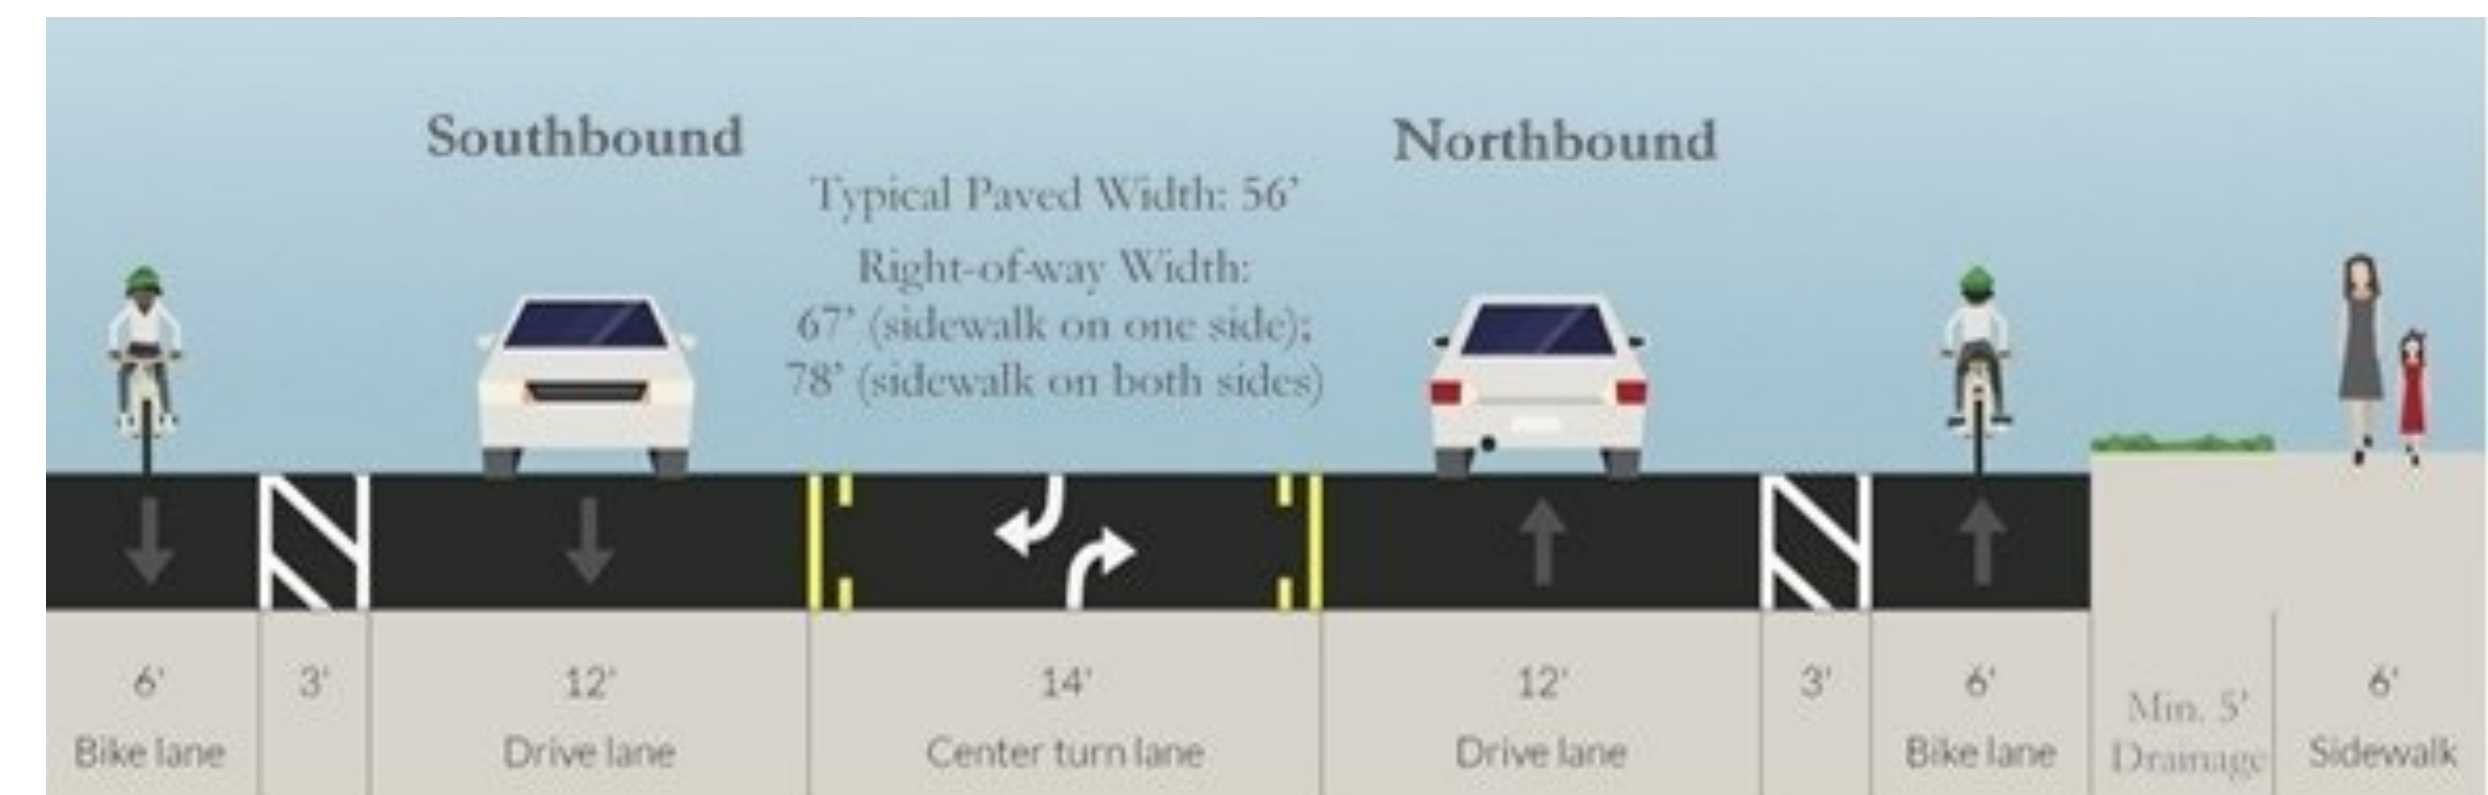 Southbound
Northbound
Typical Paved Width: 56’
Right-of-way Width:
67’ (sidewalk on one side);
78’ (sidewalk on both sides)
6'
Bike lane
3'
12'
Drive lane
14'
Center turn lane
12'
Drive lane
3'
6'
Bike lane
Min. 5'
Drainage
6'
Sidewalk